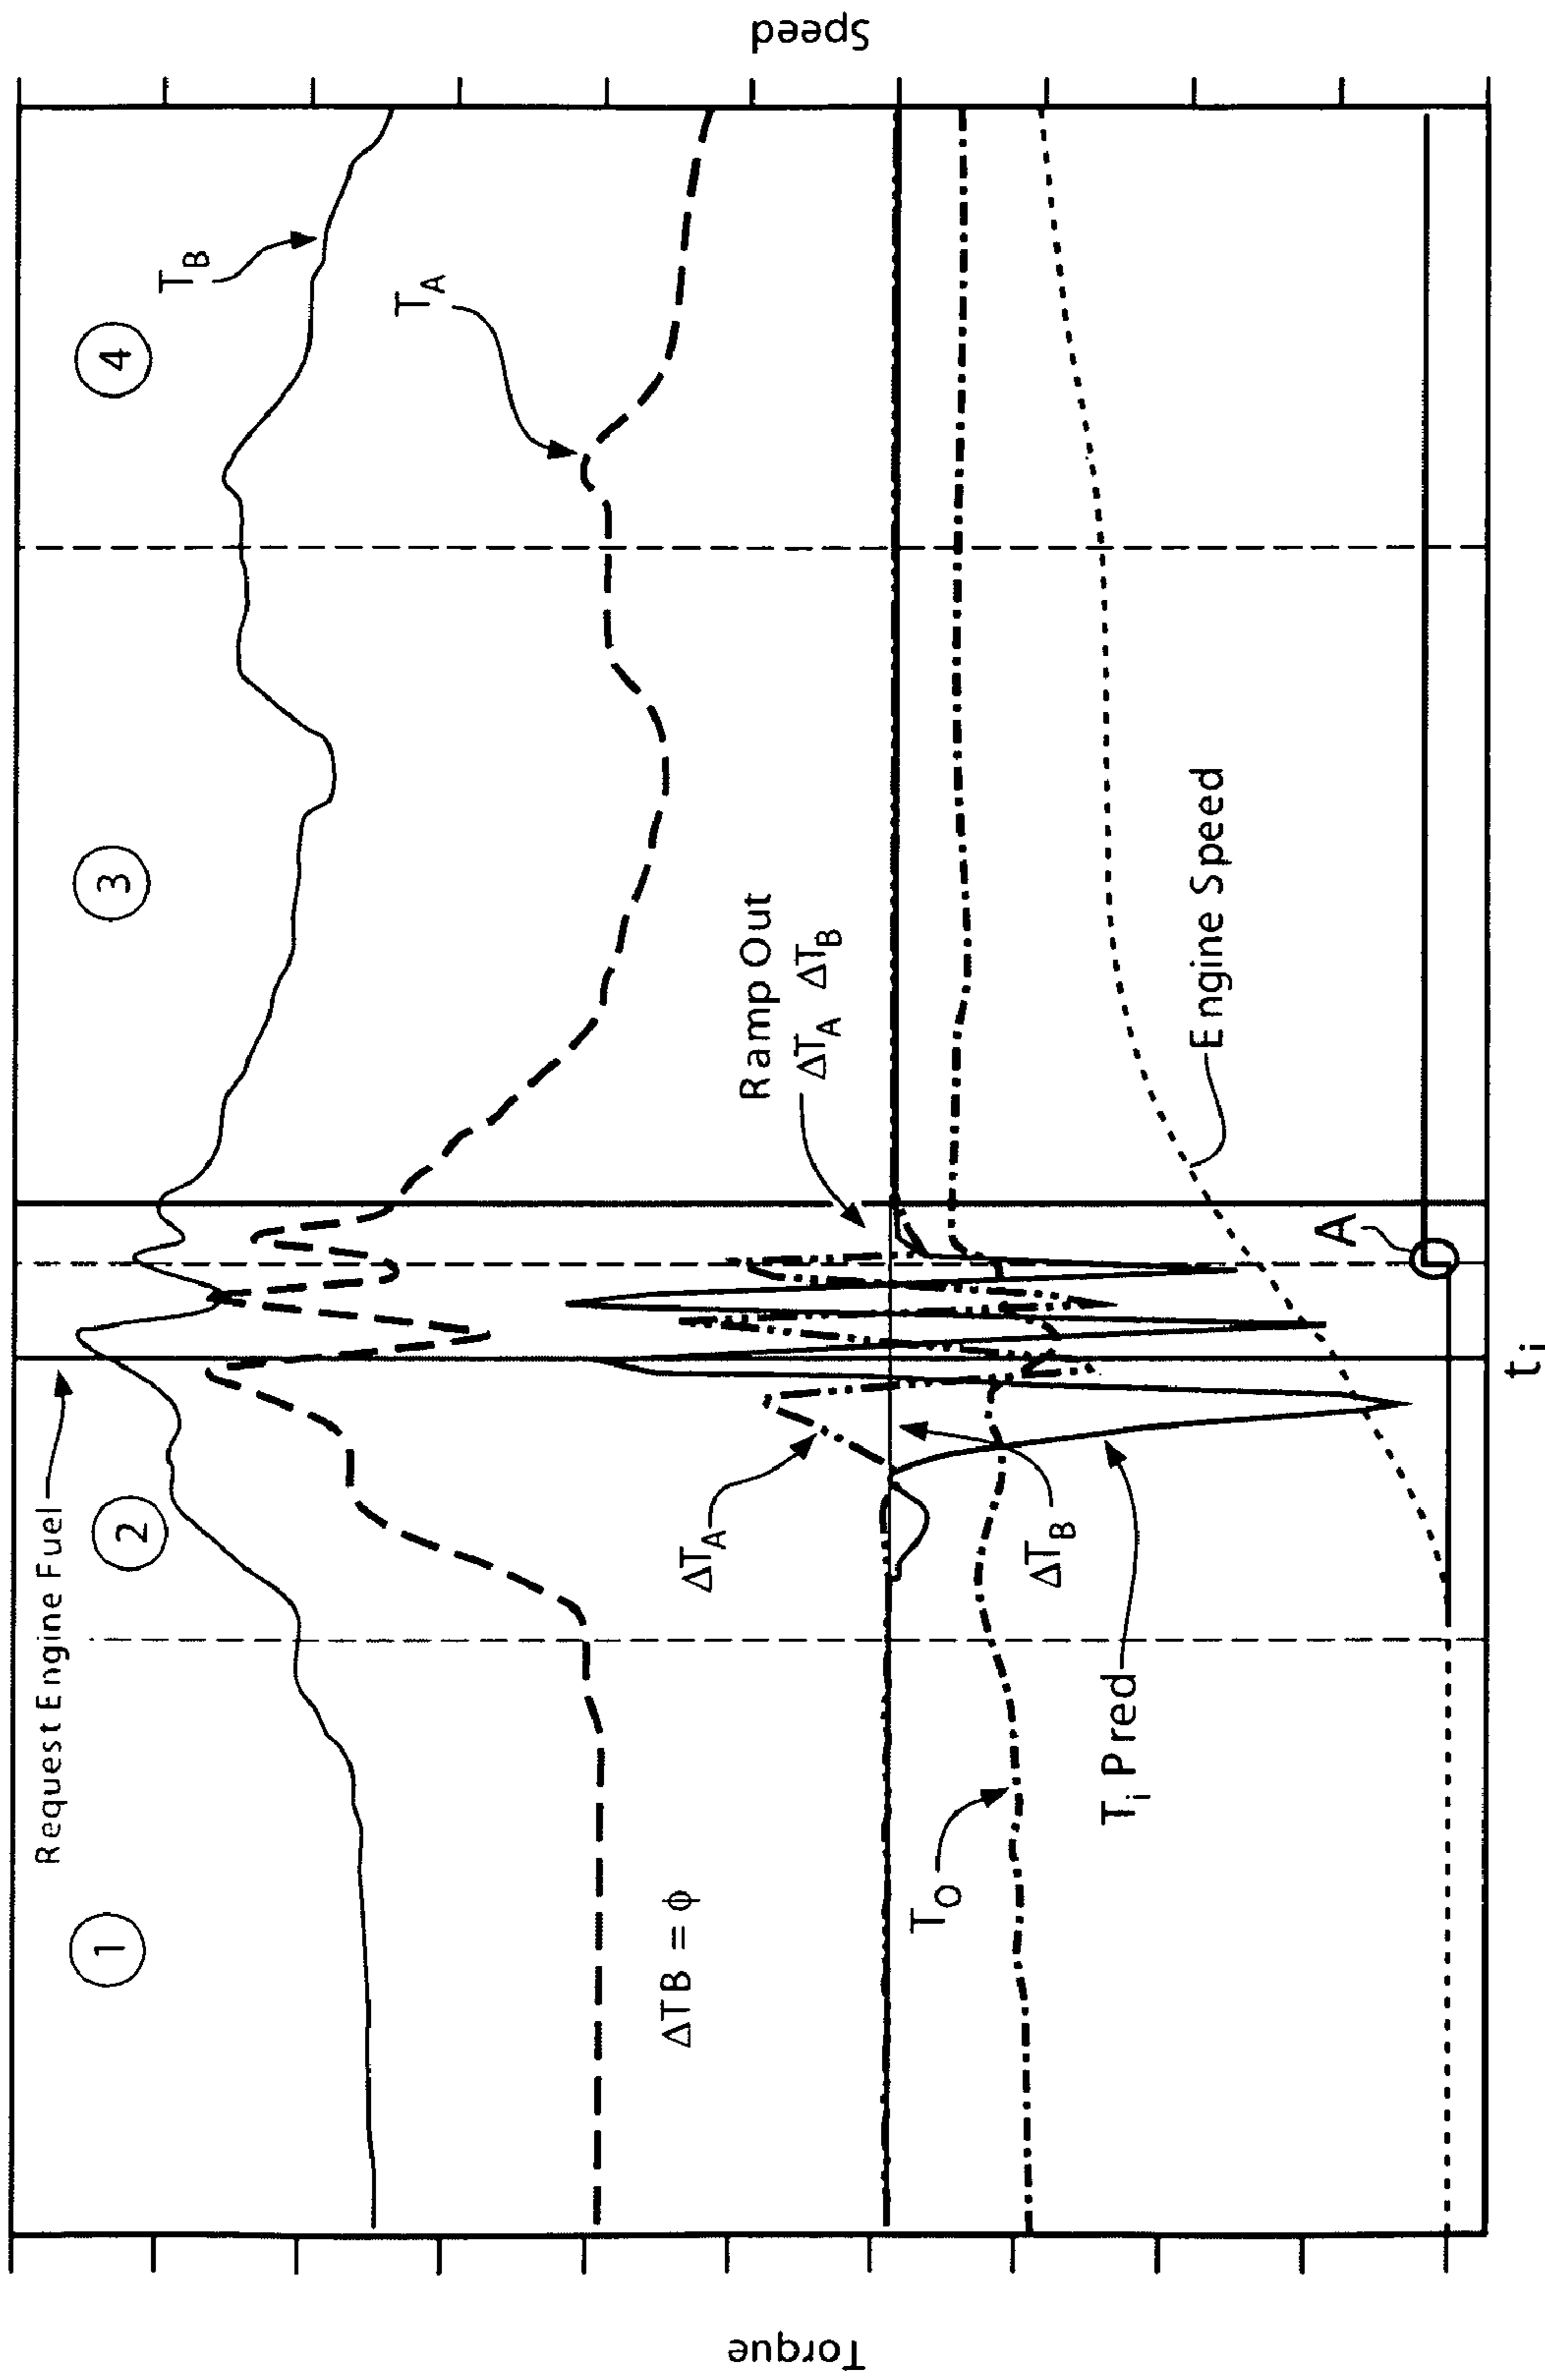 Request Engine Fuel
1
2
3
4
T_B
T_A
Ramp Out
ΔT_A ΔT_B
ΔTB = ϕ
ΔT_A
ΔT_B
T_O
T_i Pred
Engine Speed
A
t_i
Torque
Speed